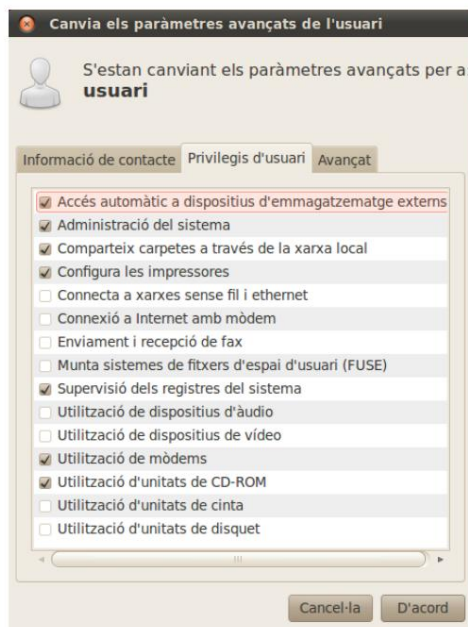 Canvia els paràmetres avançats de l'usuari
S'estan canviant els paràmetres avançats per a
usuari
Informació de contacte Privilegis d'usuari Avançat
Accés automàtic a dispositius d'emmagatzematge externs
Administració del sistema
Comparteix carpetes a través de la xarxa local
Configura les impressores
Connecta a xarxes sense fil i ethernet
Connexió a Internet amb mòdem
Enviament i recepció de fax
Munta sistemes de fitxers d'espai d'usuari (FUSE)
Supervisió dels registres del sistema
Utilització de dispositius d'àudio
Utilització de dispositius de vídeo
Utilització de mòdems
Utilització d'unitats de CD-ROM
Utilització d'unitats de cinta
Utilització d'unitats de disquet
Cancel·la D'acord